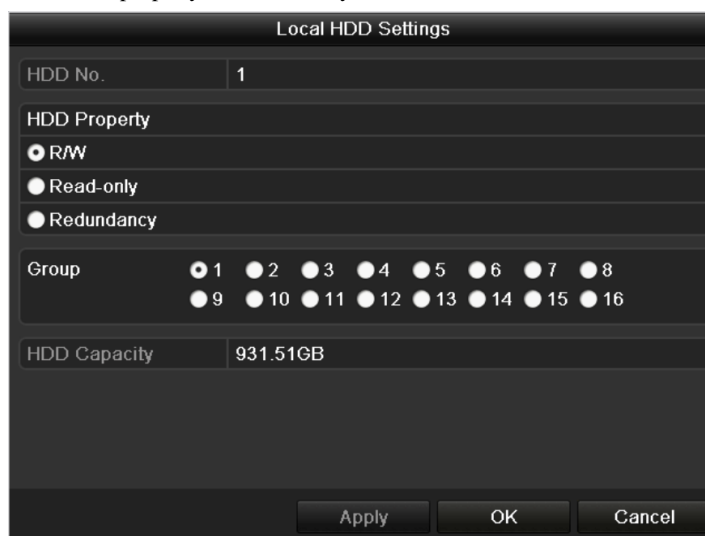 Local HDD Settings
HDD No. 1
HDD Property
R/W
Read-only
Redundancy
Group 1 2 3 4 5 6 7 8
9 10 11 12 13 14 15 16
HDD Capacity 931.51GB
Apply OK Cancel